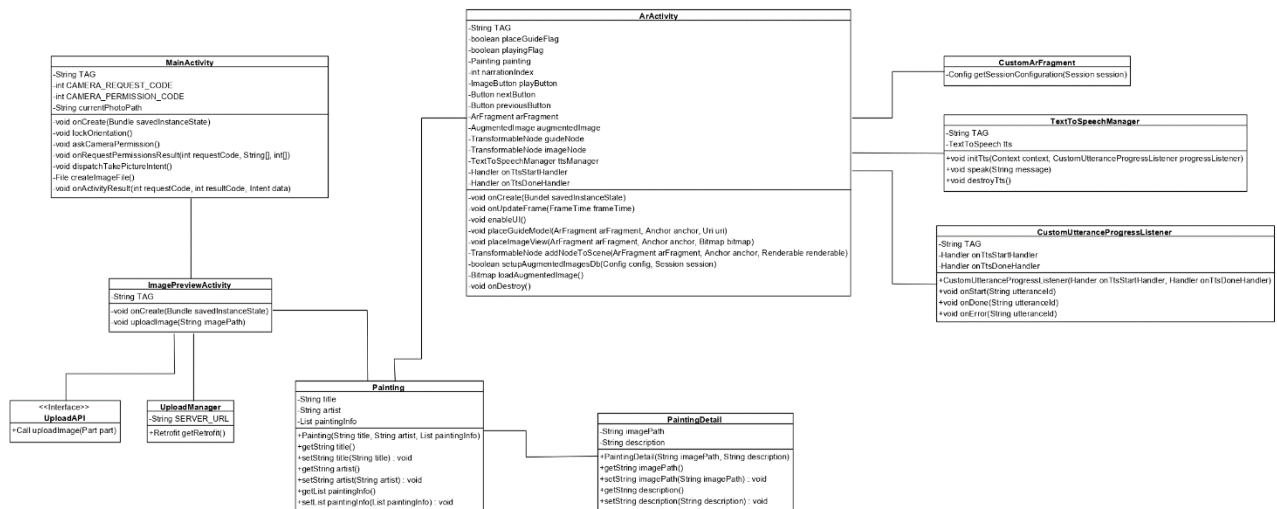 MainActivity
-String TAG
-int CAMERA_REQUEST_CODE
-int CAMERA_PERMISSION_CODE
-String currentPhotoPath
-void onCreate(Bundle savedInstanceState)
-void lockOrientation()
-void askCameraPermission()
-void onRequestPermissionsResult(int requestCode, String[], int[])
-void dispatchTakePictureIntent()
-File createImageFile()
-void onActivityResult(int requestCode, int resultCode, Intent data)
ArActivity
-String TAG
-boolean placeGuideFlag
-boolean playingFlag
-Painting painting
-int narrationIndex
-ImageButton playButton
-Button nextButton
-Button previousButton
-ArFragment arFragment
-AugmentedImage augmentedImage
-TransformableNode guideNode
-TransformableNode imageNode
-TextToSpeechManager ttsManager
-Handler onTtsStartHandler
-Handler onTtsDoneHandler
-void onCreate(Bundel savedInstanceState)
-void onUpdateFrame(FrameTime frameTime)
-void enableUI()
-void placeGuideModel(ArFragment arFragment, Anchor anchor, Uri uri)
-void placeImageView(ArFragment arFragment, Anchor anchor, Bitmap bitmap)
-TransformableNode addNodeToScene(ArFragment arFragment, Anchor anchor, Renderable renderable)
-boolean setupAugmentedImagesDb(Config config, Session session)
-Bitmap loadAugmentedImage()
-void onDestroy()
CustomArFragment
-Config getSessionConfiguration(Session session)
TextToSpeechManager
-String TAG
-TextToSpeech tts
+void initTts(Context context, CustomUtteranceProgressListener progressListener)
+void speak(String message)
+void destroyTts()
CustomUtteranceProgressListener
-String TAG
-Handler onTtsStartHandler
-Handler onTtsDoneHandler
+CustomUtteranceProgressListener(Hander onTtsStartHandler, Handler onTtsDoneHandler)
+void onStart(String utteranceId)
+void onDone(String utteranceId)
+void onError(String utteranceId)
ImagePreviewActivity
-String TAG
-void onCreate(Bundle savedInstanceState)
-void uploadImage(String imagePath)
<<Interface>>
UploadAPI
+Call uploadImage(Part part)
UploadManager
-String SERVER_URL
+Retrofit getRetrofit()
Painting
-String title
-String artist
-List paintingInfo
+Painting(String title, String artist, List paintingInfo)
+getString title()
+setString title(String title) : void
+getString artist()
+setString artist(String artist) : void
+getList paintingInfo()
+setList paintingInfo(List paintingInfo) : void
PaintingDetail
-String imagePath
-String description
+PaintingDetail(String imagePath, String description)
+getString imagePath()
+setString imagePath(String imagePath) : void
+getString description()
+setString description(String description) : void